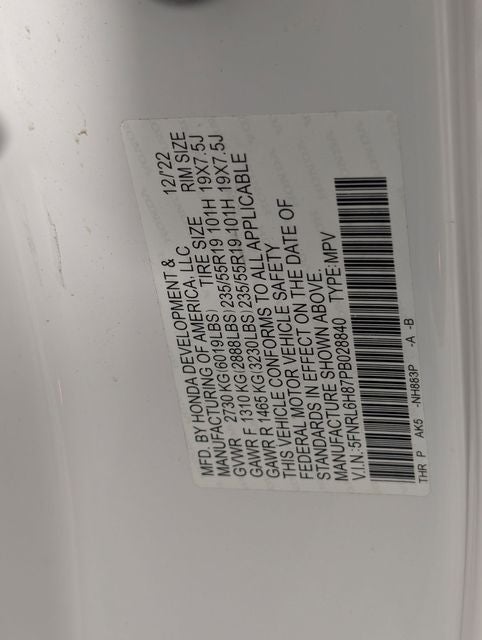 MFD. BY HONDA DEVELOPMENT & 12/'22
MANUFACTURING OF AMERICA, LLC RIM SIZE
GVWR 2730 KG(6019LBS) TIRE SIZE
GAWR F 1310 KG(2888LBS) 235/55R19 101H 19X7.5J
GAWR R 1465 KG(3230LBS) 235/55R19 101H 19X7.5J
THIS VEHICLE CONFORMS TO ALL APPLICABLE
FEDERAL MOTOR VEHICLE SAFETY
STANDARDS IN EFFECT ON THE DATE OF
MANUFACTURE SHOWN ABOVE.
V.I.N.:5FNRL6H87PB028840 TYPE:MPV
THR P AK5 -NH883P -A -B